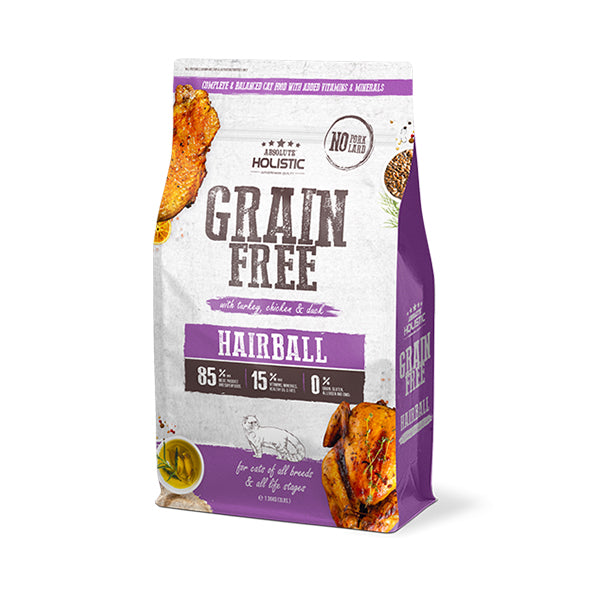 COMPLETE & BALANCED CAT FOOD WITH ADDED VITAMINS & MINERALS
NO PORK
LARD
ABSOLUTE
HOLISTIC
GRAIN
FREE
with turkey, chicken & duck
HAIRBALL
85%
15%
0%
for cats of all breeds
& all life stages
ABSOLUTE
HOLISTIC
GRAIN
FREE
HAIRBALL